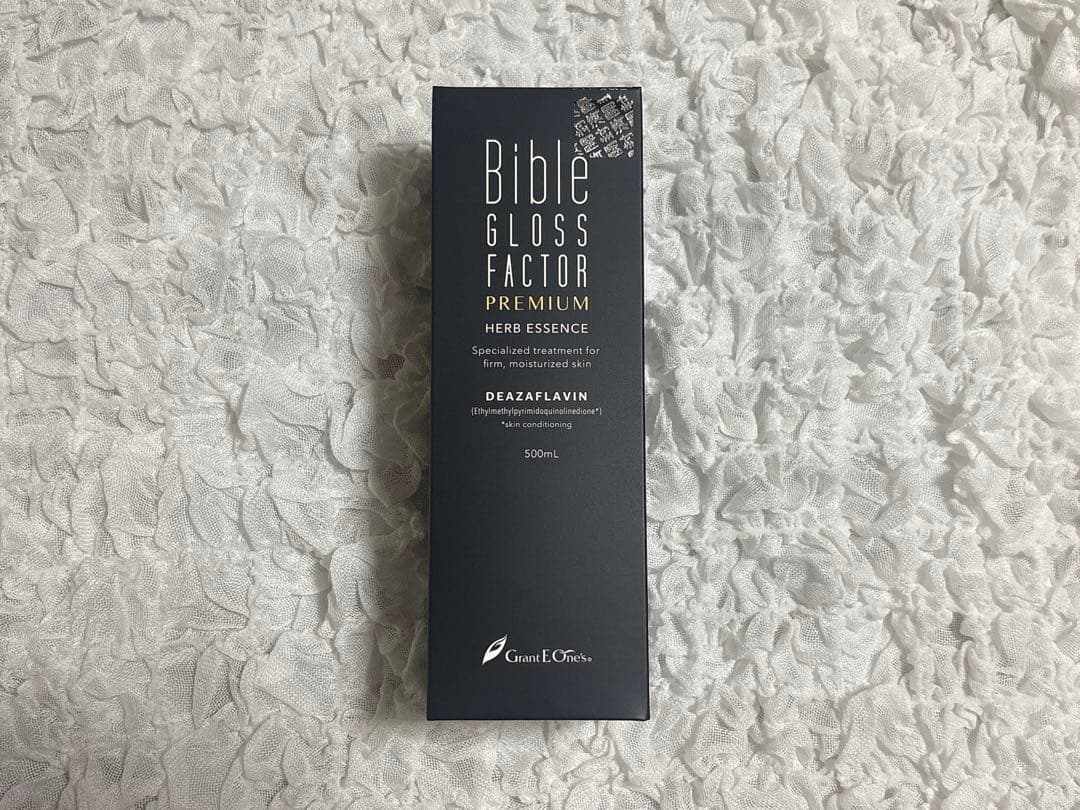 Bible
GLOSS
FACTOR
PREMIUM
HERB ESSENCE
Specialized treatment for
firm, moisturized skin
DEAZAFLAVIN
(Ethylmethylpyrimidoquinolinedione*)
*skin conditioning
500mL
Grant E One's®